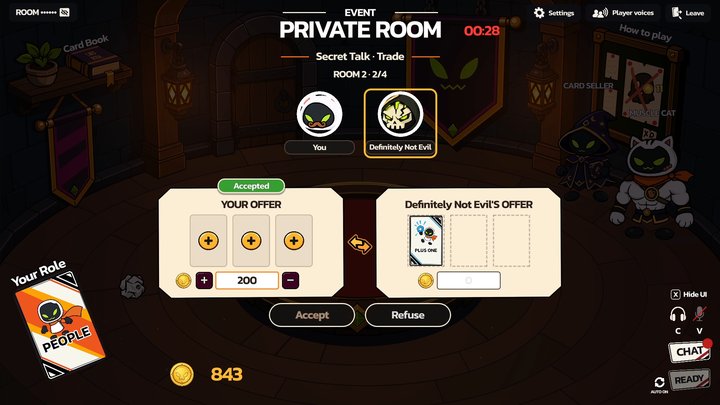 ROOM ••••••
EVENT
PRIVATE ROOM
00:28
Settings
Player voices
Leave
Secret Talk · Trade
ROOM 2 · 2/4
Card Book
How to play
CARD SELLER
MUSCLE CAT
You
Definitely Not Evil
Accepted
YOUR OFFER
Definitely Not Evil'S OFFER
PLUS ONE
200
0
Accept
Refuse
Your Role
PEOPLE
843
X Hide UI
C V
CHAT
READY
AUTO ON